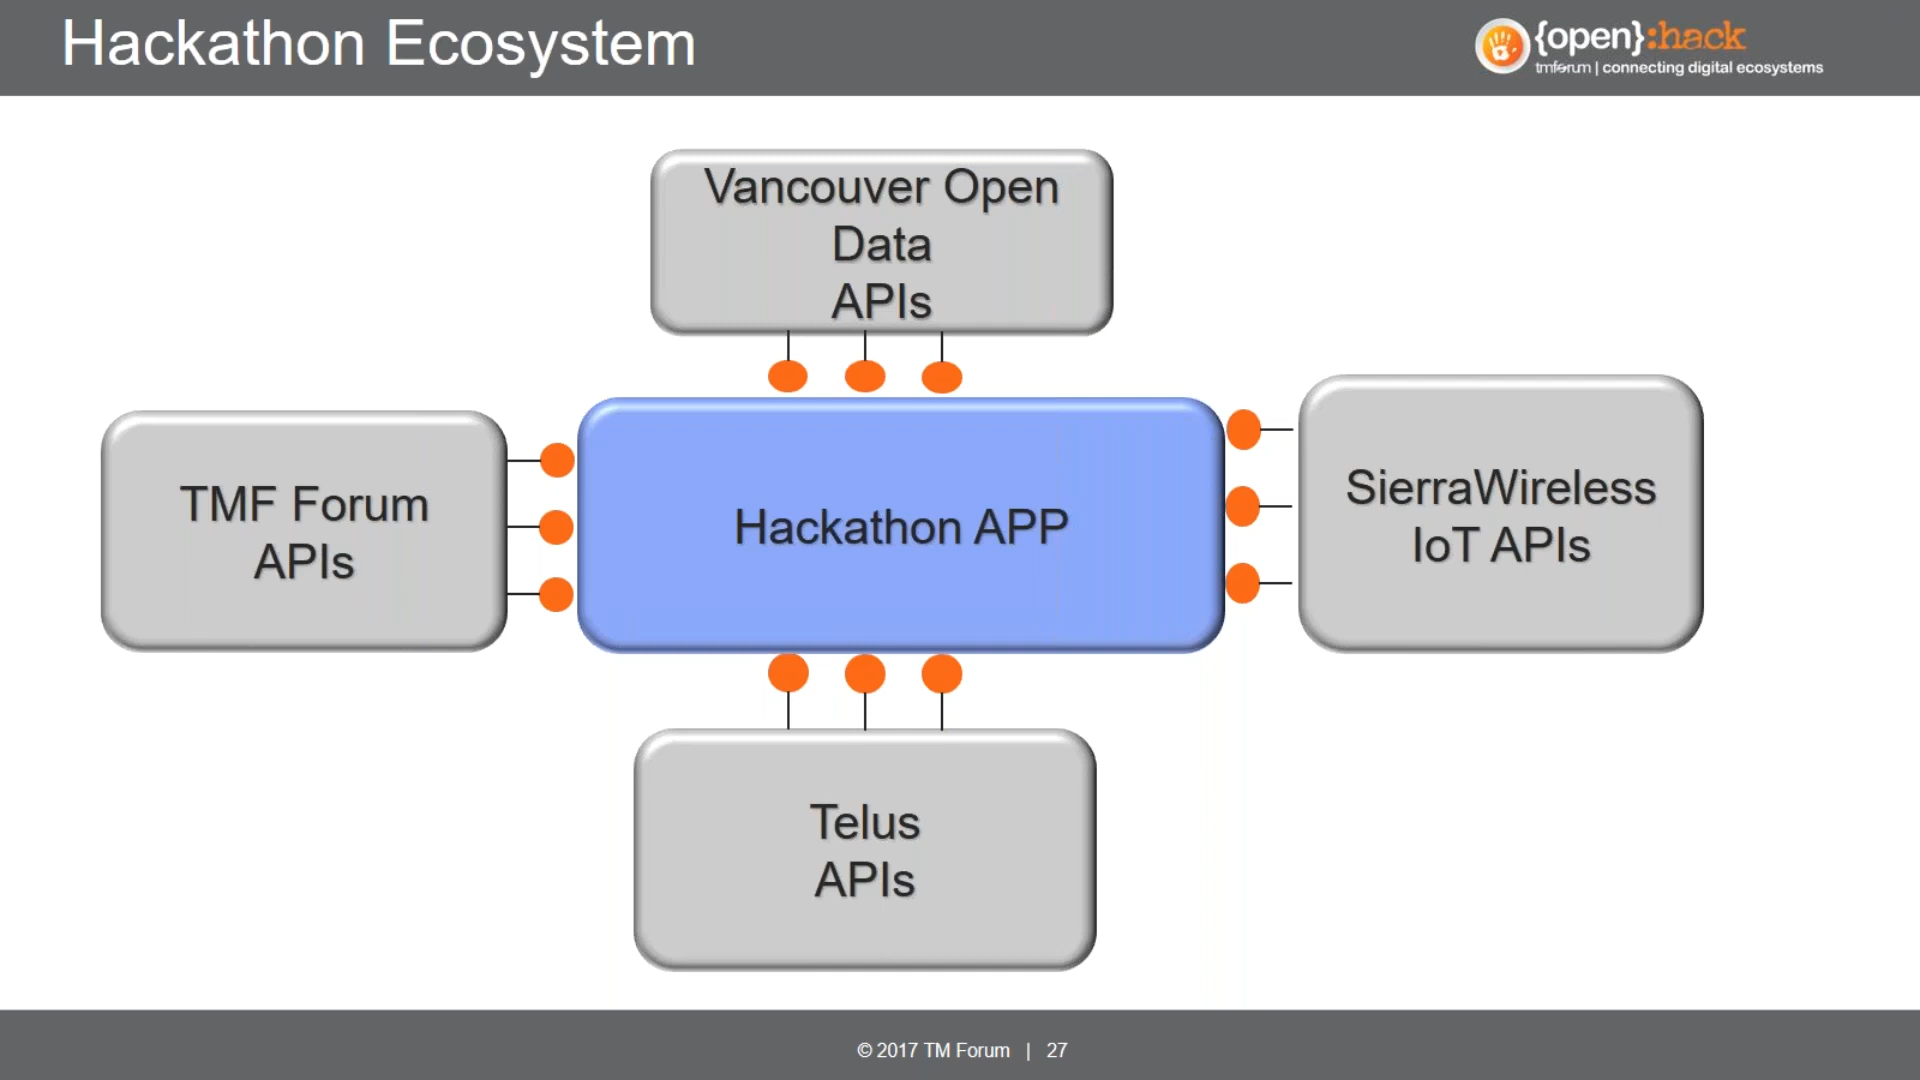 Hackathon Ecosystem
{open}:hack
tmforum | connecting digital ecosystems
Vancouver Open
Data
APIs
TMF Forum
APIs
Hackathon APP
SierraWireless
IoT APIs
Telus
APIs
© 2017 TM Forum | 27